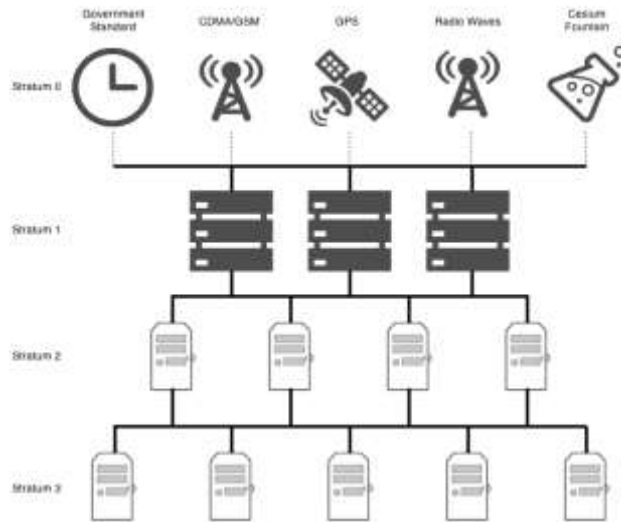 Government
Standard
CDMA/GSM
GPS
Radio Waves
Cesium
Fountain
Stratum 0
Stratum 1
Stratum 2
Stratum 3